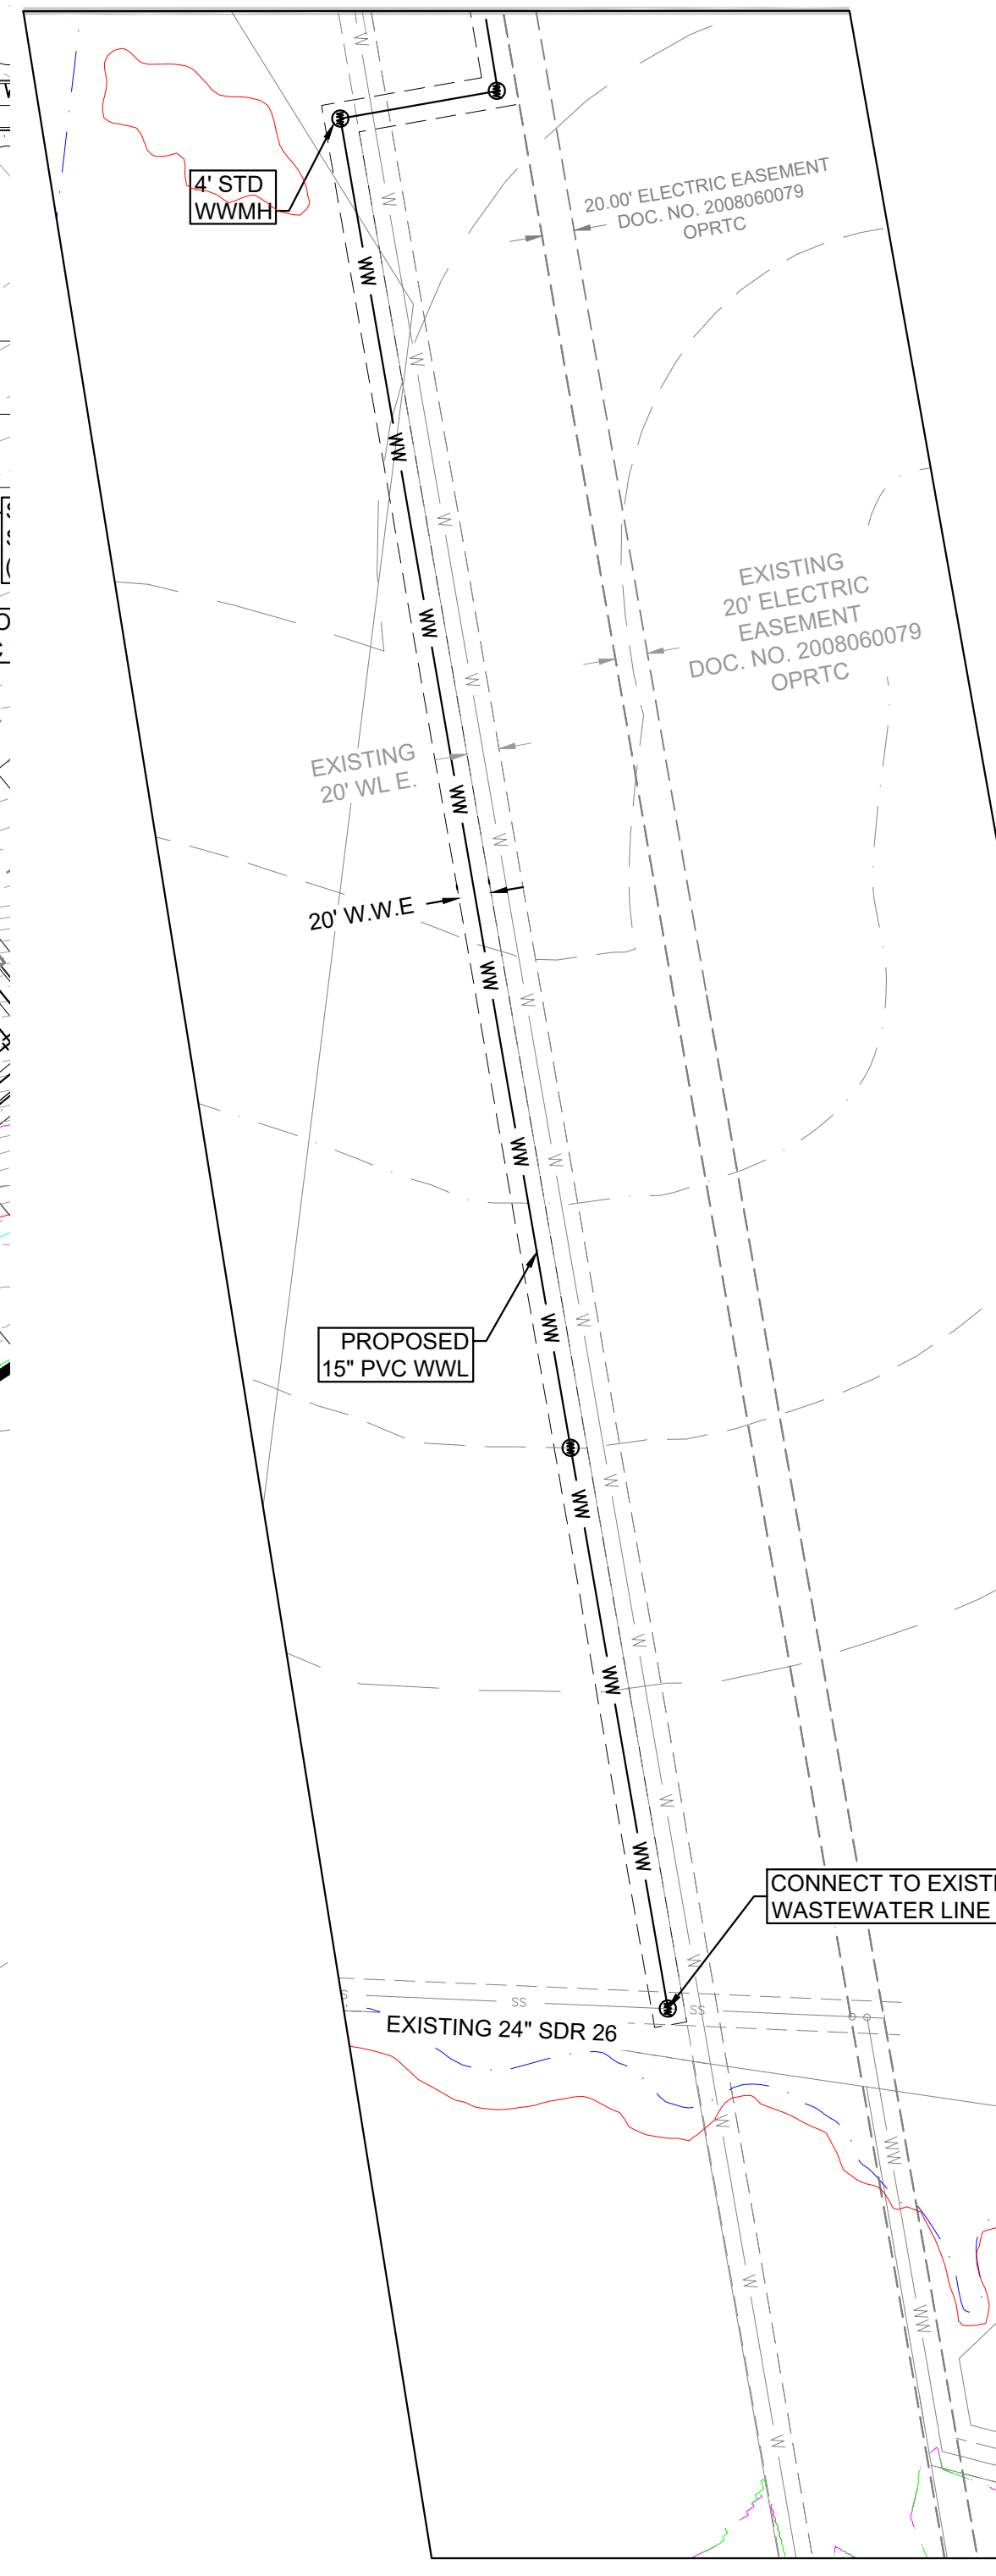 4' STD
WWMH
20.00' ELECTRIC EASEMENT
DOC. NO. 2008060079
OPRTC
EXISTING
20' ELECTRIC
EASEMENT
DOC. NO. 2008060079
OPRTC
EXISTING
20' WL E.
20' W.W.E
PROPOSED
15" PVC WWL
CONNECT TO EXISTI
WASTEWATER LINE
SS
SS
EXISTING 24" SDR 26